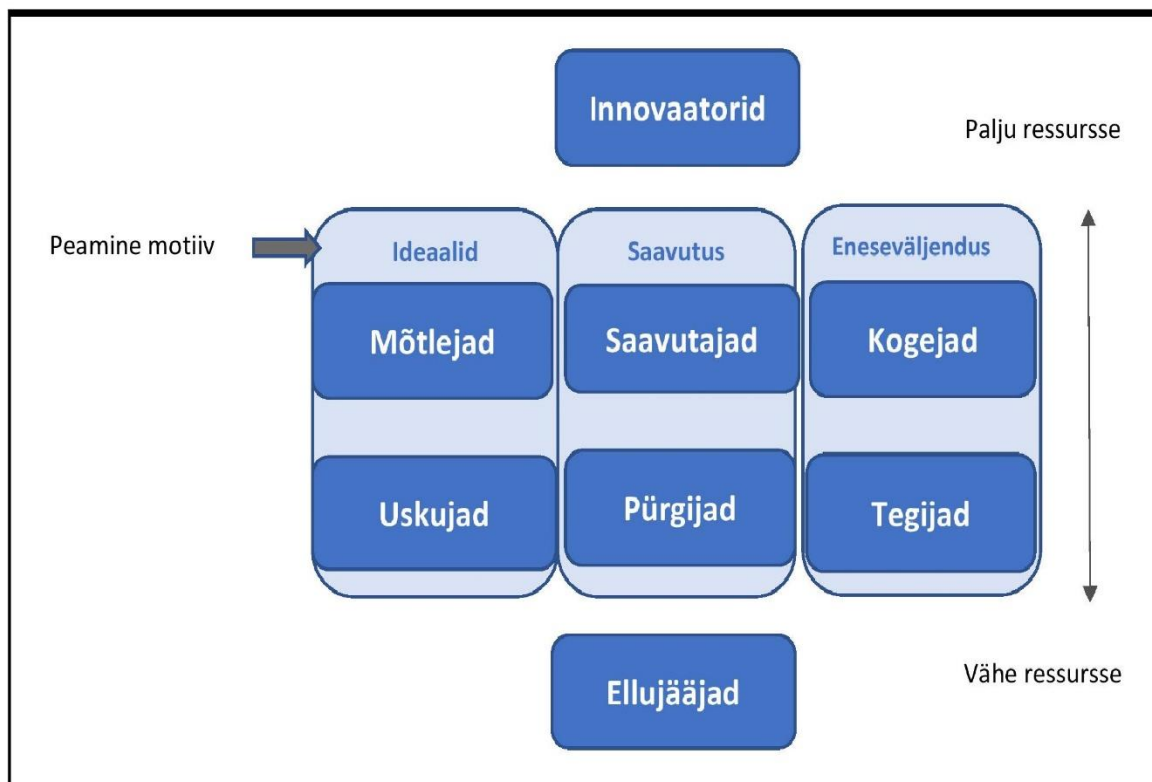 Innovaatorid
Palju ressursse
Peamine motiiv
Ideaalid
Saavutus
Eneseväljendus
Mõtlejad
Saavutajad
Kogejad
Uskujad
Pürgijad
Tegijad
Ellujääjad
Vähe ressursse